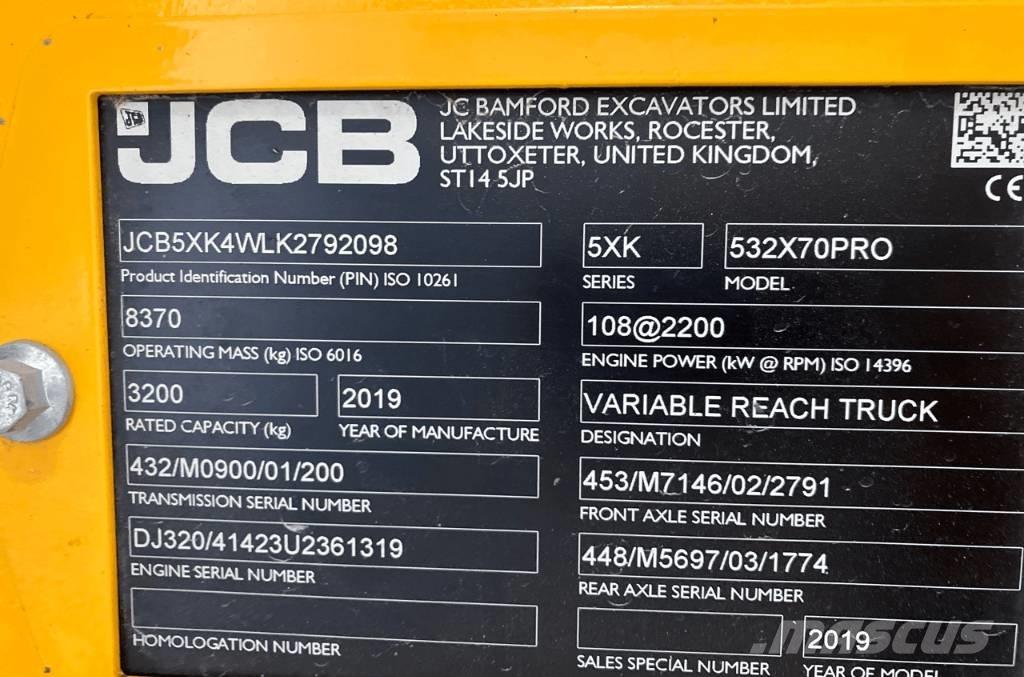 JCB
JC BAMFORD EXCAVATORS LIMITED
LAKESIDE WORKS, ROCESTER,
UTTOXETER, UNITED KINGDOM,
ST14 5JP
CE
JCB5XK4WLK2792098
Product Identification Number (PIN) ISO 10261
5XK
SERIES
532X70PRO
MODEL
8370
OPERATING MASS (kg) ISO 6016
108@2200
ENGINE POWER (kW @ RPM) ISO 14396
3200
RATED CAPACITY (kg)
2019
YEAR OF MANUFACTURE
VARIABLE REACH TRUCK
DESIGNATION
432/M0900/01/200
TRANSMISSION SERIAL NUMBER
453/M7146/02/2791
FRONT AXLE SERIAL NUMBER
DJ320/41423U2361319
ENGINE SERIAL NUMBER
448/M5697/03/1774
REAR AXLE SERIAL NUMBER
HOMOLOGATION NUMBER
SALES SPECIAL NUMBER
2019
YEAR OF MODEL
mascus